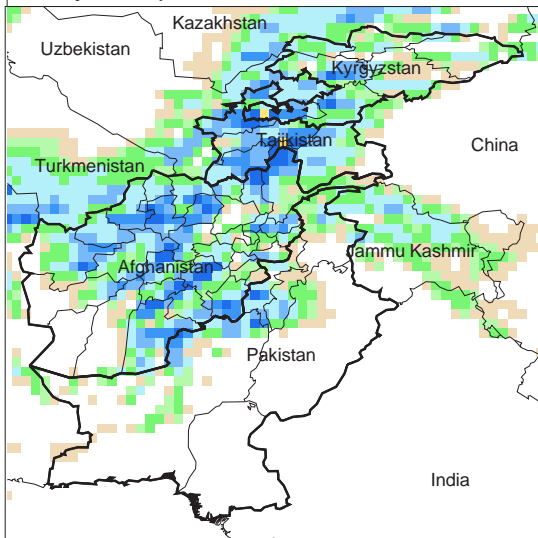 Kazakhstan
Uzbekistan
Kyrgyzstan
Tajikistan
China
Turkmenistan
Jammu Kashmir
Afghanistan
Pakistan
India